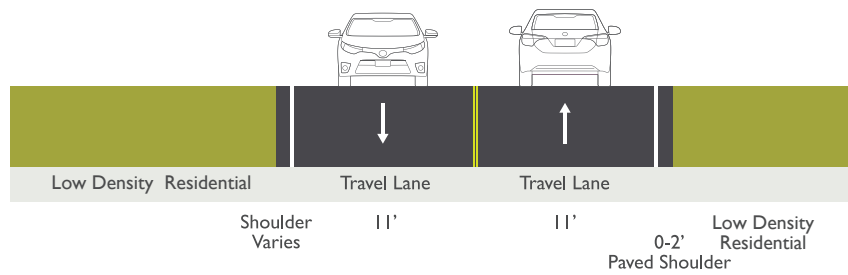 Low Density Residential
Travel Lane
Travel Lane
Shoulder
Varies
11'
11'
0-2'
Paved Shoulder
Low Density
Residential